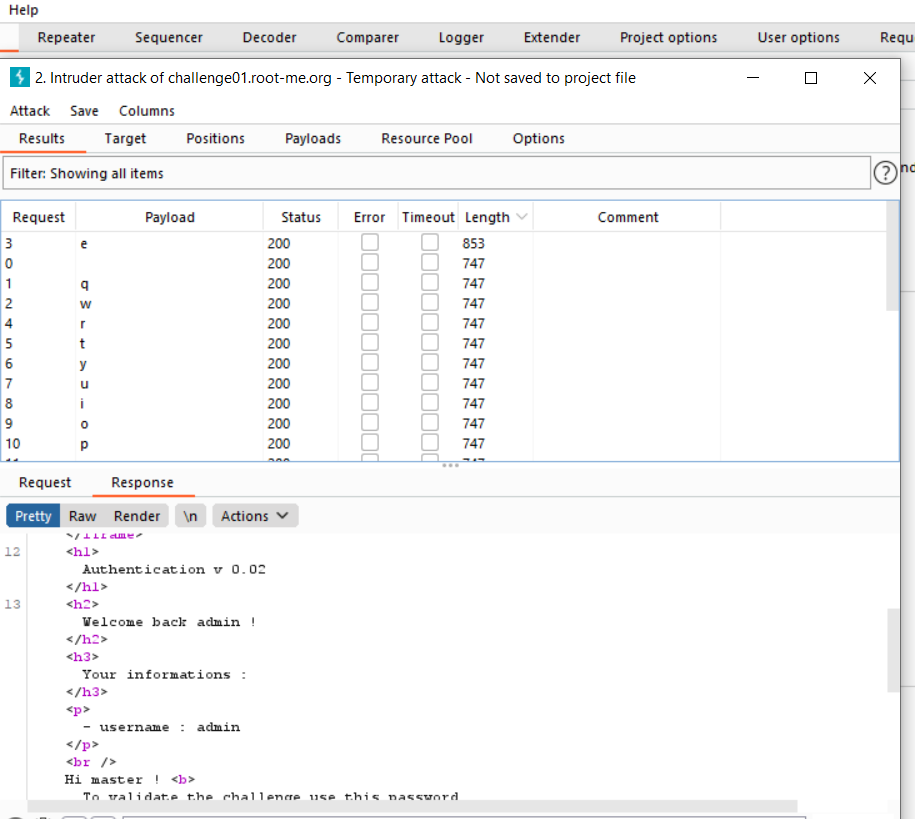 Help
Repeater Sequencer Decoder Comparer Logger Extender Project options User options Requ
2. Intruder attack of challenge01.root-me.org - Temporary attack - Not saved to project file
Attack Save Columns
Results Target Positions Payloads Resource Pool Options
Filter: Showing all items
?
Request Payload Status Error Timeout Length Comment
3 e 200 853
0 200 747
1 q 200 747
2 w 200 747
4 r 200 747
5 t 200 747
6 y 200 747
7 u 200 747
8 i 200 747
9 o 200 747
10 p 200 747
Request Response
Pretty Raw Render \n Actions
</iframe>
12 <h1>
Authentication v 0.02
</h1>
13 <h2>
Welcome back admin !
</h2>
<h3>
Your informations :
</h3>
<p>
- username : admin
</p>
<br />
Hi master ! <b>
To validate the challenge use this password